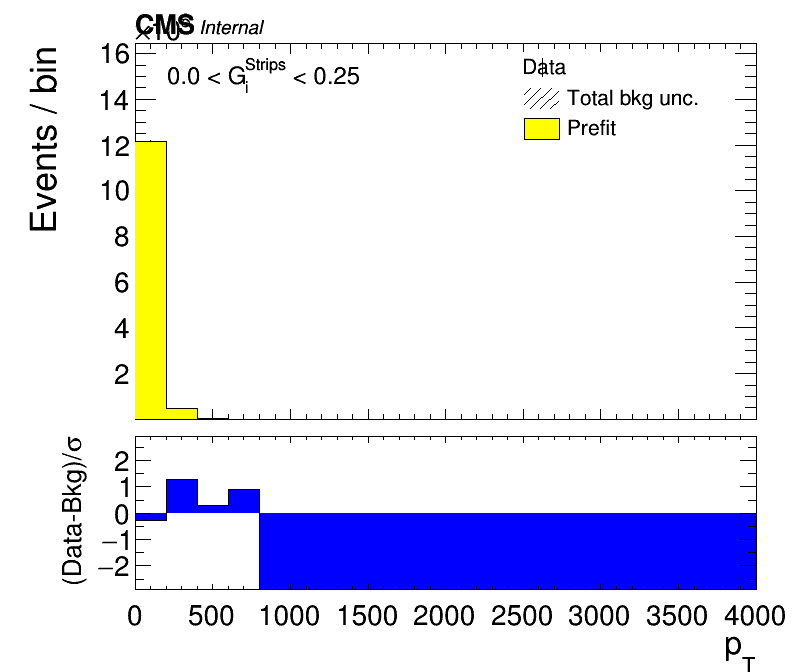 CMS Internal
×10
16
0.0 < G_i^Strips < 0.25
Data
Total bkg unc.
Prefit
14
12
10
8
6
4
2
Events / bin
2
1
0
−1
−2
(Data-Bkg)/σ
0 500 1000 1500 2000 2500 3000 3500 4000
p_T